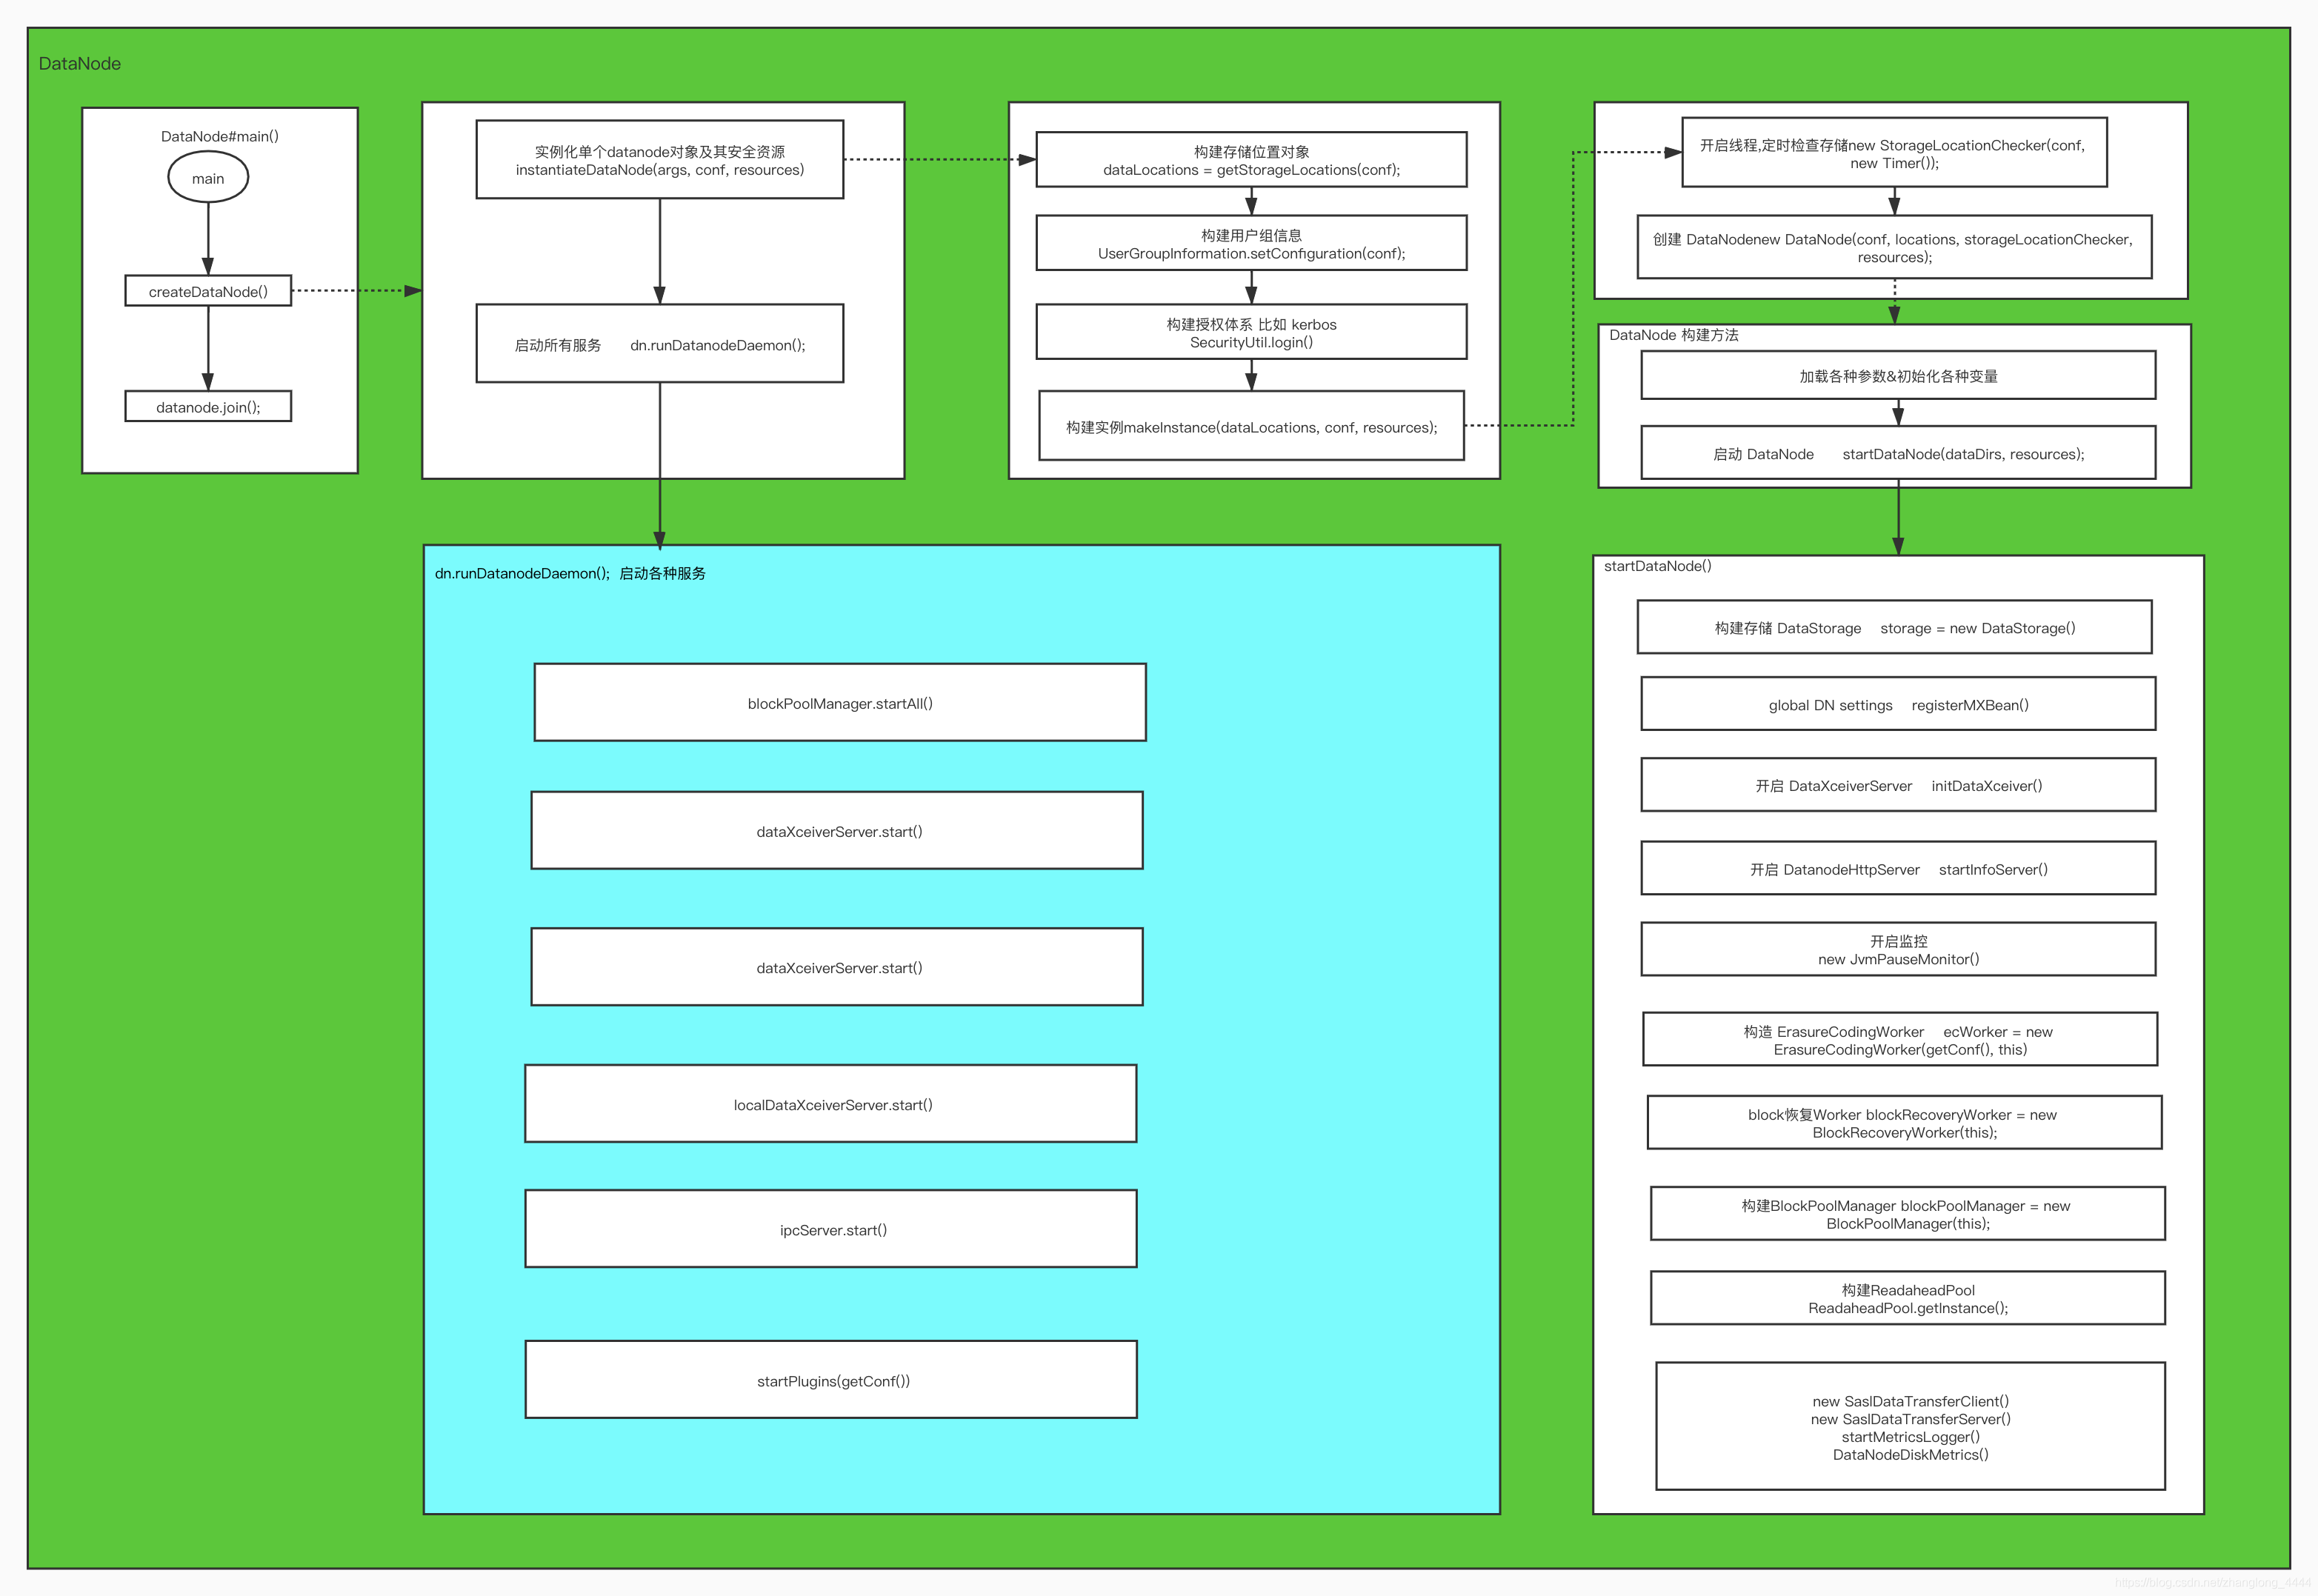 DataNode
DataNode#main()
main
createDataNode()
datanode.join();
实例化单个datanode对象及其安全资源
instantiateDataNode(args, conf, resources)
启动所有服务 dn.runDatanodeDaemon();
构建存储位置对象
dataLocations = getStorageLocations(conf);
构建用户组信息
UserGroupInformation.setConfiguration(conf);
构建授权体系 比如 kerbos
SecurityUtil.login()
构建实例makeInstance(dataLocations, conf, resources);
开启线程,定时检查存储new StorageLocationChecker(conf,
new Timer());
创建 DataNodenew DataNode(conf, locations, storageLocationChecker,
resources);
DataNode 构建方法
加载各种参数&初始化各种变量
启动 DataNode startDataNode(dataDirs, resources);
dn.runDatanodeDaemon(); 启动各种服务
blockPoolManager.startAll()
dataXceiverServer.start()
dataXceiverServer.start()
localDataXceiverServer.start()
ipcServer.start()
startPlugins(getConf())
startDataNode()
构建存储 DataStorage storage = new DataStorage()
global DN settings registerMXBean()
开启 DataXceiverServer initDataXceiver()
开启 DatanodeHttpServer startInfoServer()
开启监控
new JvmPauseMonitor()
构造 ErasureCodingWorker ecWorker = new
ErasureCodingWorker(getConf(), this)
block恢复Worker blockRecoveryWorker = new
BlockRecoveryWorker(this);
构建BlockPoolManager blockPoolManager = new
BlockPoolManager(this);
构建ReadaheadPool
ReadaheadPool.getInstance();
new SaslDataTransferClient()
new SaslDataTransferServer()
startMetricsLogger()
DataNodeDiskMetrics()
https://blog.csdn.net/zhanglong_4444